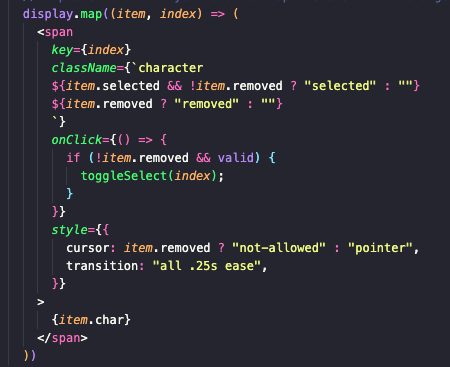 display.map((item, index) => (
<span
key={index}
className={`character
${item.selected && !item.removed ? "selected" : ""}
${item.removed ? "removed" : ""}
`}
onClick={() => {
if (!item.removed && valid) {
toggleSelect(index);
}
}}
style={{
cursor: item.removed ? "not-allowed" : "pointer",
transition: "all .25s ease",
}}
>
{item.char}
</span>
))